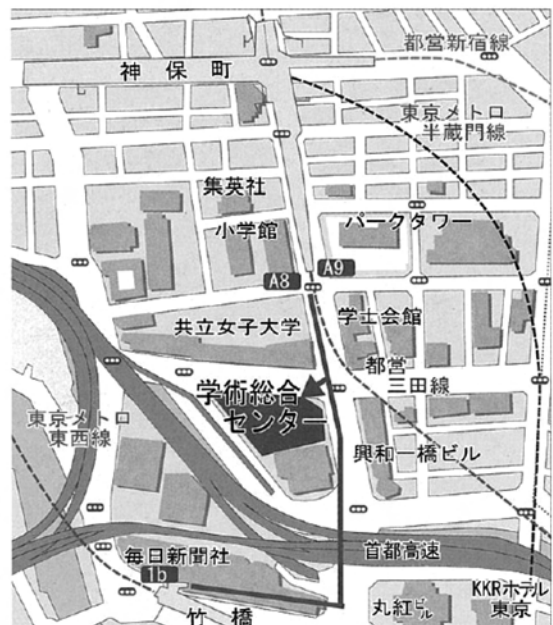 都営新宿線
神保町
東京メトロ
半蔵門線
集英社
小学館
パークタワー
A8
A9
共立女子大学
学士会館
都営
三田線
学術総合
センター
東京メトロ
東西線
興和一橋ビル
首都高速
毎日新聞社
1b
竹橋
丸紅ビル
KKRホテル
東京